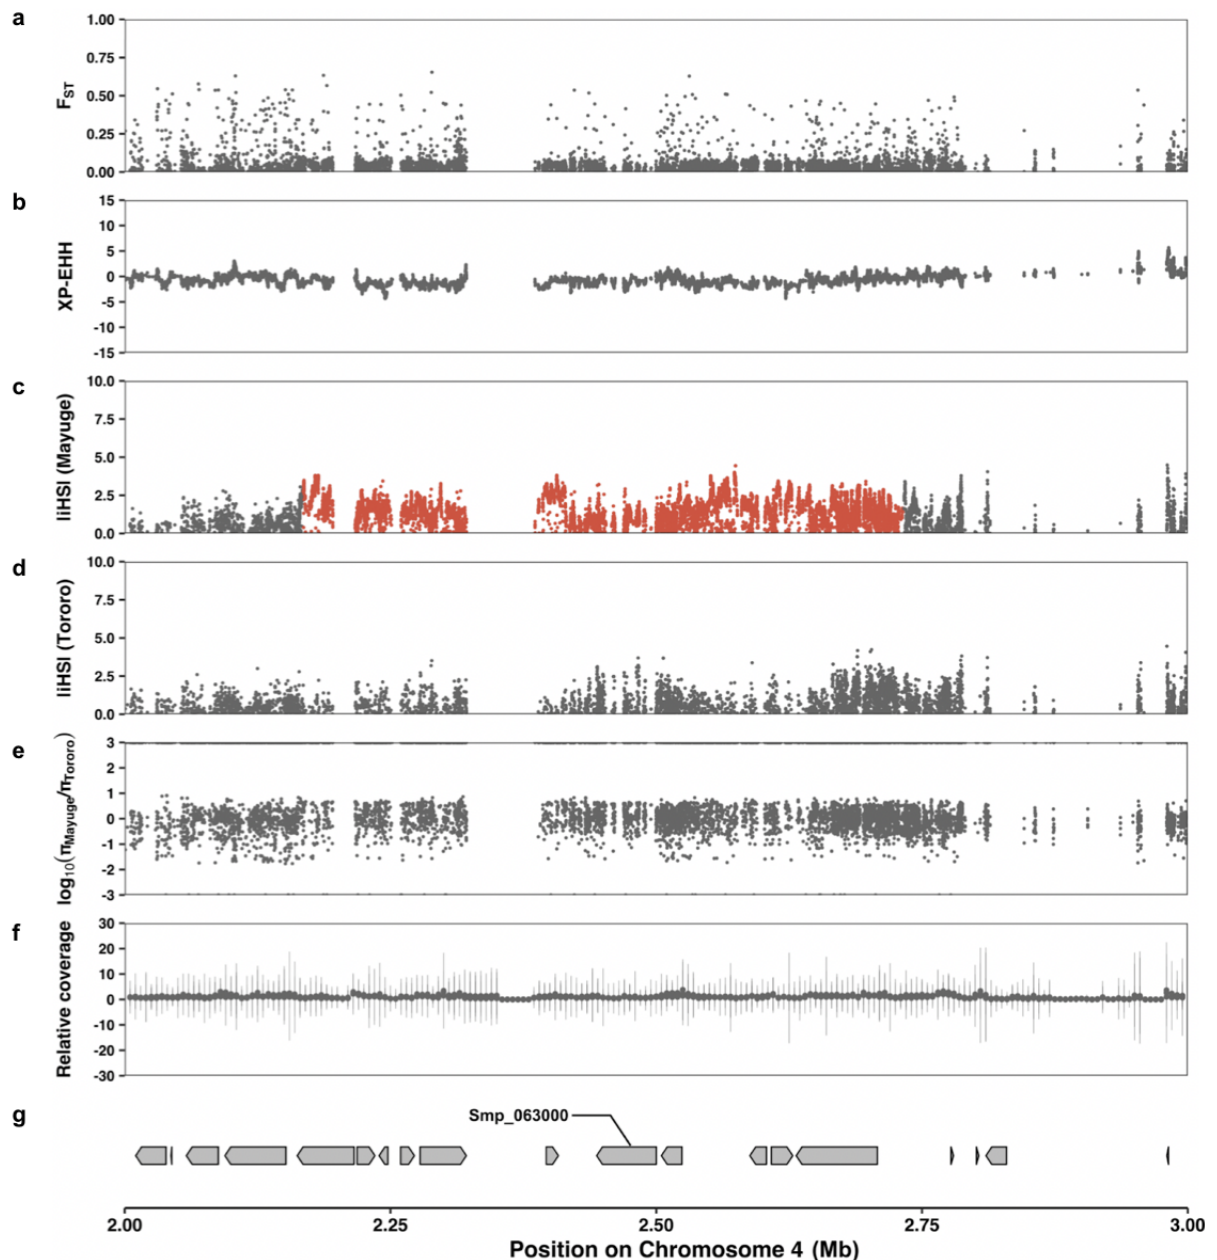 a
1.00
0.75
0.50
0.25
0.00
FST
b
15
10
5
0
-5
-10
-15
XP-EHH
c
10.0
7.5
5.0
2.5
0.0
IiHSI (Mayuge)
d
10.0
7.5
5.0
2.5
0.0
IiHSI (Tororo)
e
3
2
1
0
-1
-2
-3
log10(πMayuge/πTororo)
f
30
20
10
0
-10
-20
-30
Relative coverage
g
Smp_063000
2.00 2.25 2.50 2.75 3.00
Position on Chromosome 4 (Mb)